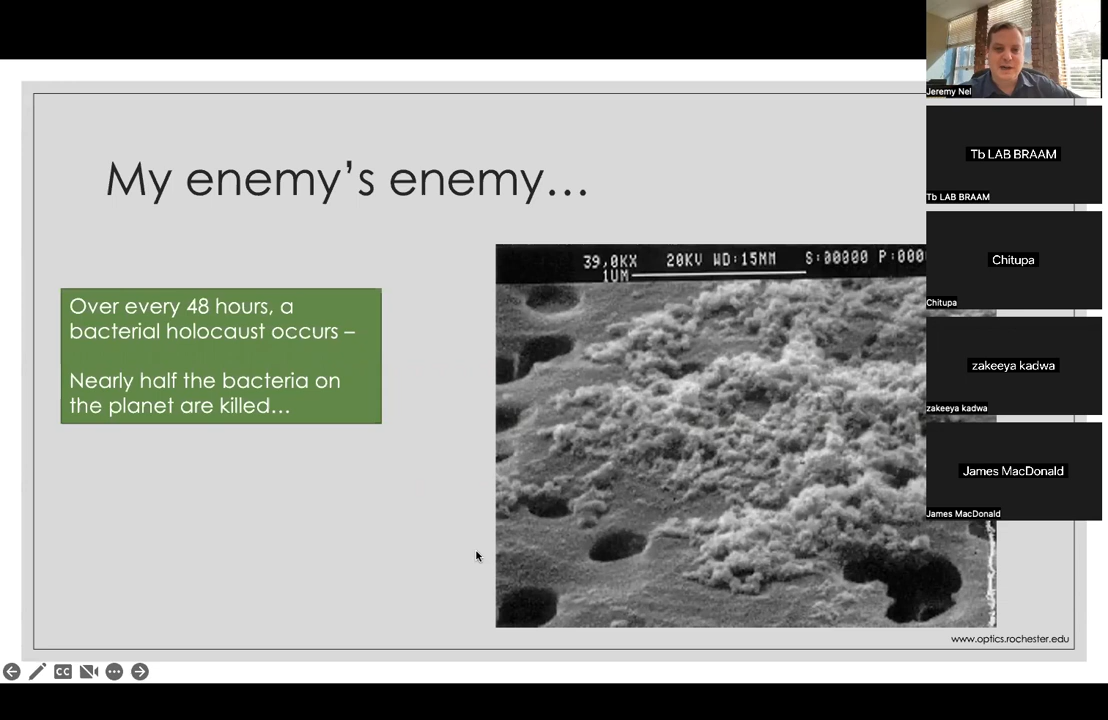 My enemy's enemy...
Over every 48 hours, a
bacterial holocaust occurs –
Nearly half the bacteria on
the planet are killed...
39,0KX 20KV WD:15MM S:00000 P:000
1UM
www.optics.rochester.edu
Jeremy Nel
Tb LAB BRAAM
Tb LAB BRAAM
Chitupa
Chitupa
zakeeya kadwa
zakeeya kadwa
James MacDonald
James MacDonald
CC